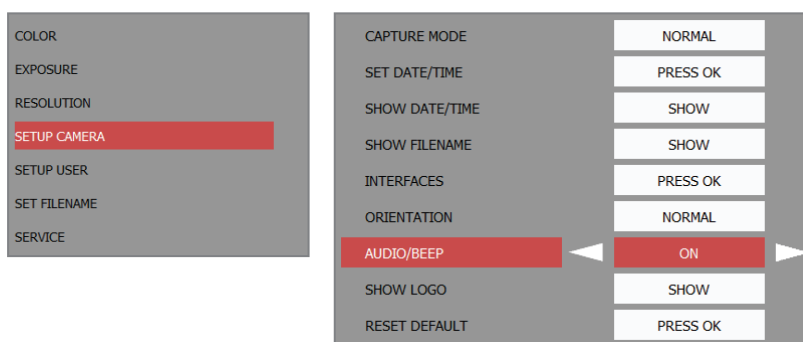 COLOR
EXPOSURE
RESOLUTION
SETUP CAMERA
SETUP USER
SET FILENAME
SERVICE
CAPTURE MODE NORMAL
SET DATE/TIME PRESS OK
SHOW DATE/TIME SHOW
SHOW FILENAME SHOW
INTERFACES PRESS OK
ORIENTATION NORMAL
AUDIO/BEEP ON
SHOW LOGO SHOW
RESET DEFAULT PRESS OK